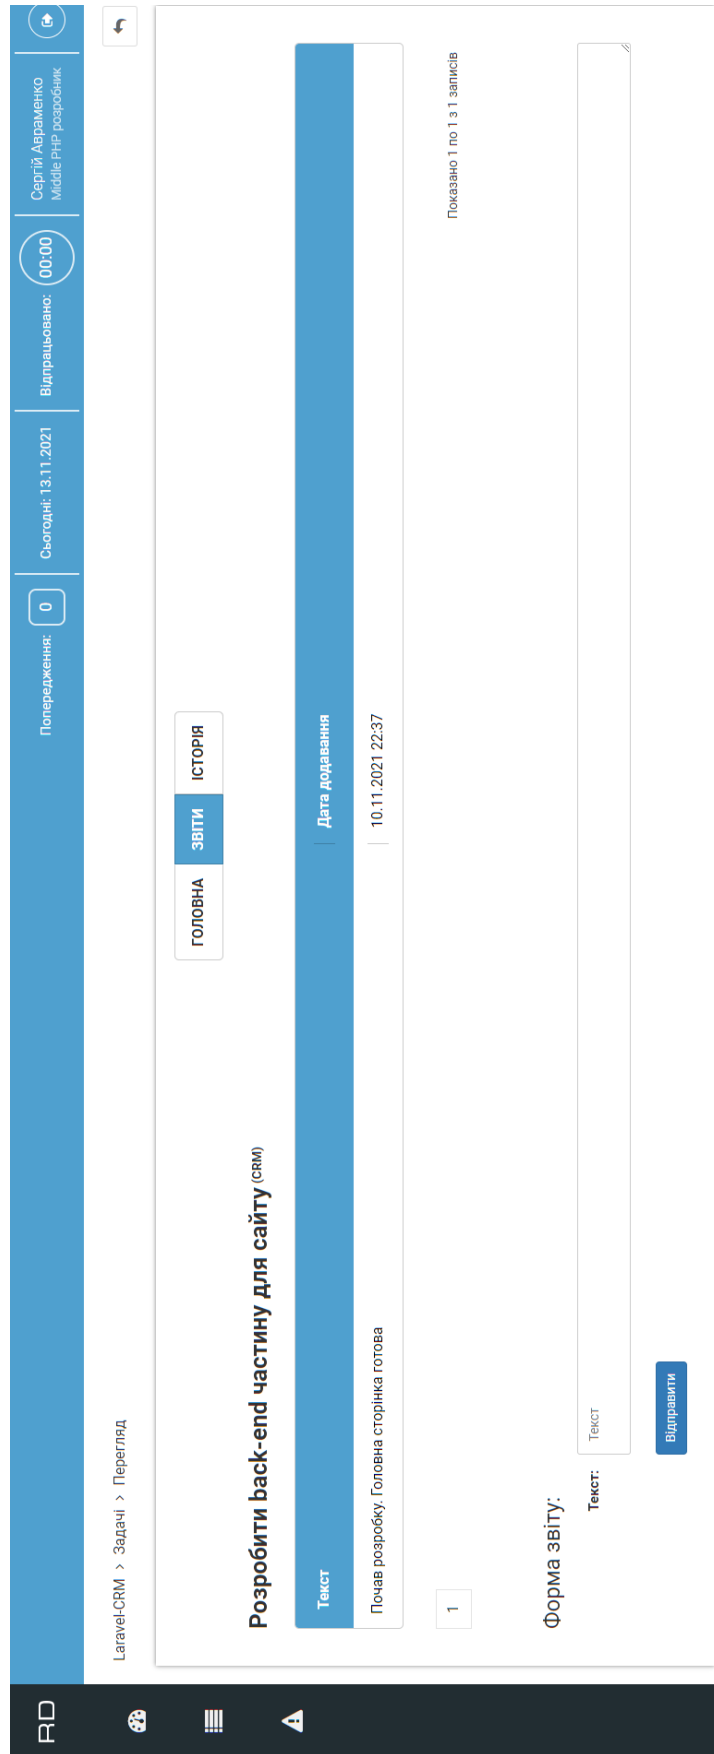 RD
Попередження: 0
Сьогодні: 13.11.2021
Відпрацьовано: 00:00
Сергій Авраменко
Middle PHP розробник
Laravel-CRM > Задачі > Перегляд
ГОЛОВНА ЗВІТИ ІСТОРІЯ
Розробити back-end частину для сайту (CRM)
Текст Дата додавання
Почав розробку. Головна сторінка готова 10.11.2021 22:37
1 Показано 1 по 1 з 1 записів
Форма звіту:
Текст: Текст
Відправити